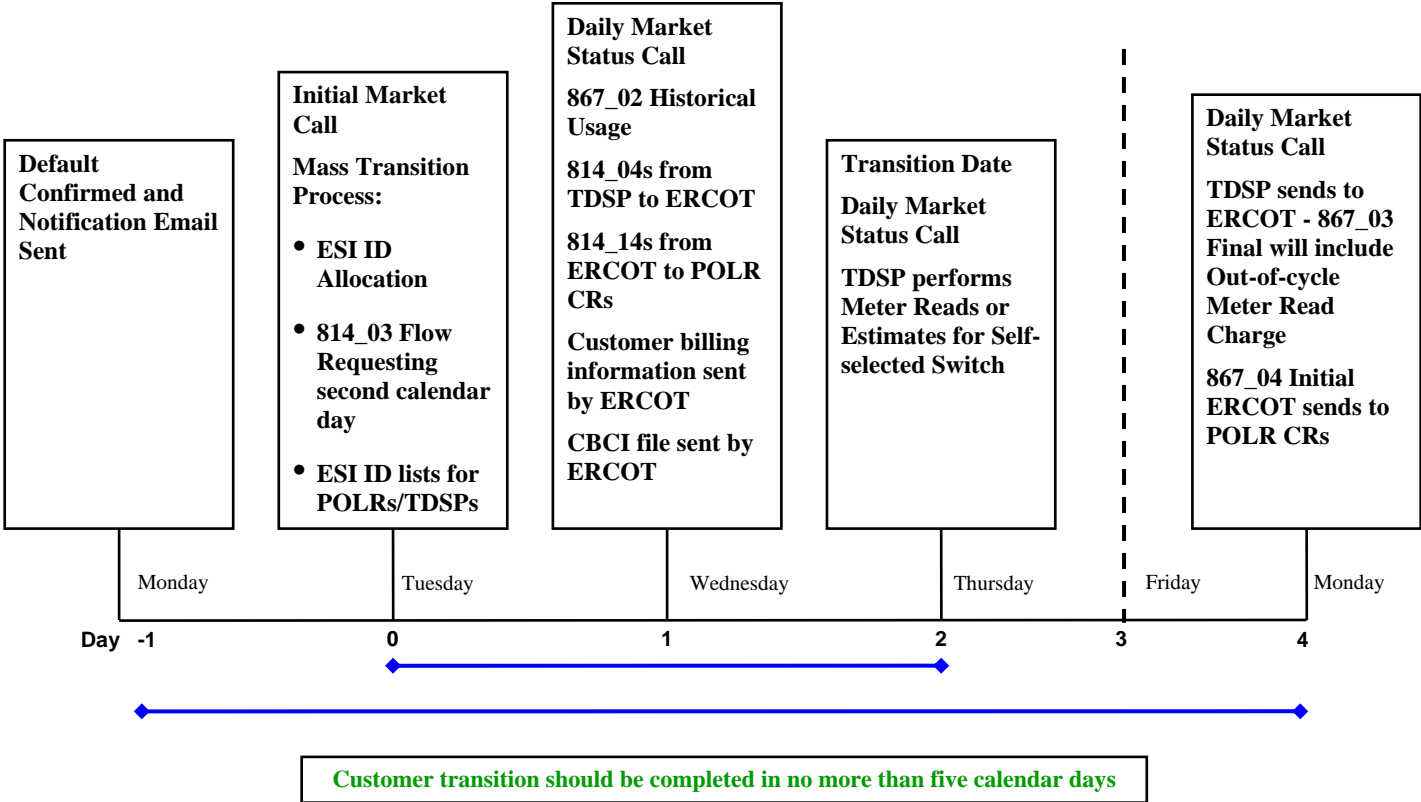 Default
Confirmed and
Notification Email
Sent
Initial Market
Call
Mass Transition
Process:
• ESI ID
Allocation
• 814_03 Flow
Requesting
second calendar
day
• ESI ID lists for
POLRs/TDSPs
Daily Market
Status Call
867_02 Historical
Usage
814_04s from
TDSP to ERCOT
814_14s from
ERCOT to POLR
CRs
Customer billing
information sent
by ERCOT
CBCI file sent by
ERCOT
Transition Date
Daily Market
Status Call
TDSP performs
Meter Reads or
Estimates for Self-
selected Switch
Daily Market
Status Call
TDSP sends to
ERCOT - 867_03
Final will include
Out-of-cycle
Meter Read
Charge
867_04 Initial
ERCOT sends to
POLR CRs
Monday Tuesday Wednesday Thursday Friday Monday
Day -1 0 1 2 3 4
Customer transition should be completed in no more than five calendar days